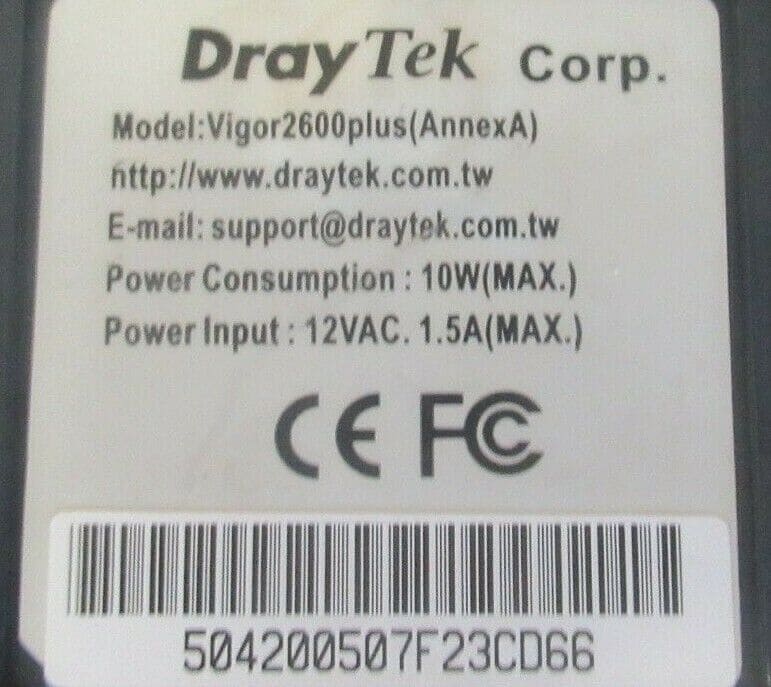 DrayTek Corp.
Model:Vigor2600plus(AnnexA)
http://www.draytek.com.tw
E-mail: support@draytek.com.tw
Power Consumption : 10W(MAX.)
Power Input : 12VAC. 1.5A(MAX.)
CE FC
504200507F23CD66